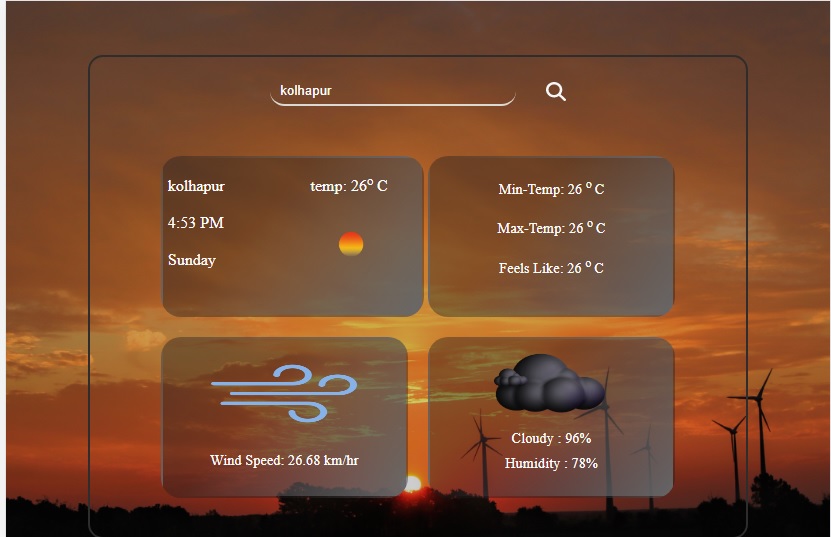 kolhapur
kolhapur temp: 26° C
4:53 PM
Sunday
Min-Temp: 26 ° C
Max-Temp: 26 ° C
Feels Like: 26 ° C
Wind Speed: 26.68 km/hr
Cloudy : 96%
Humidity : 78%